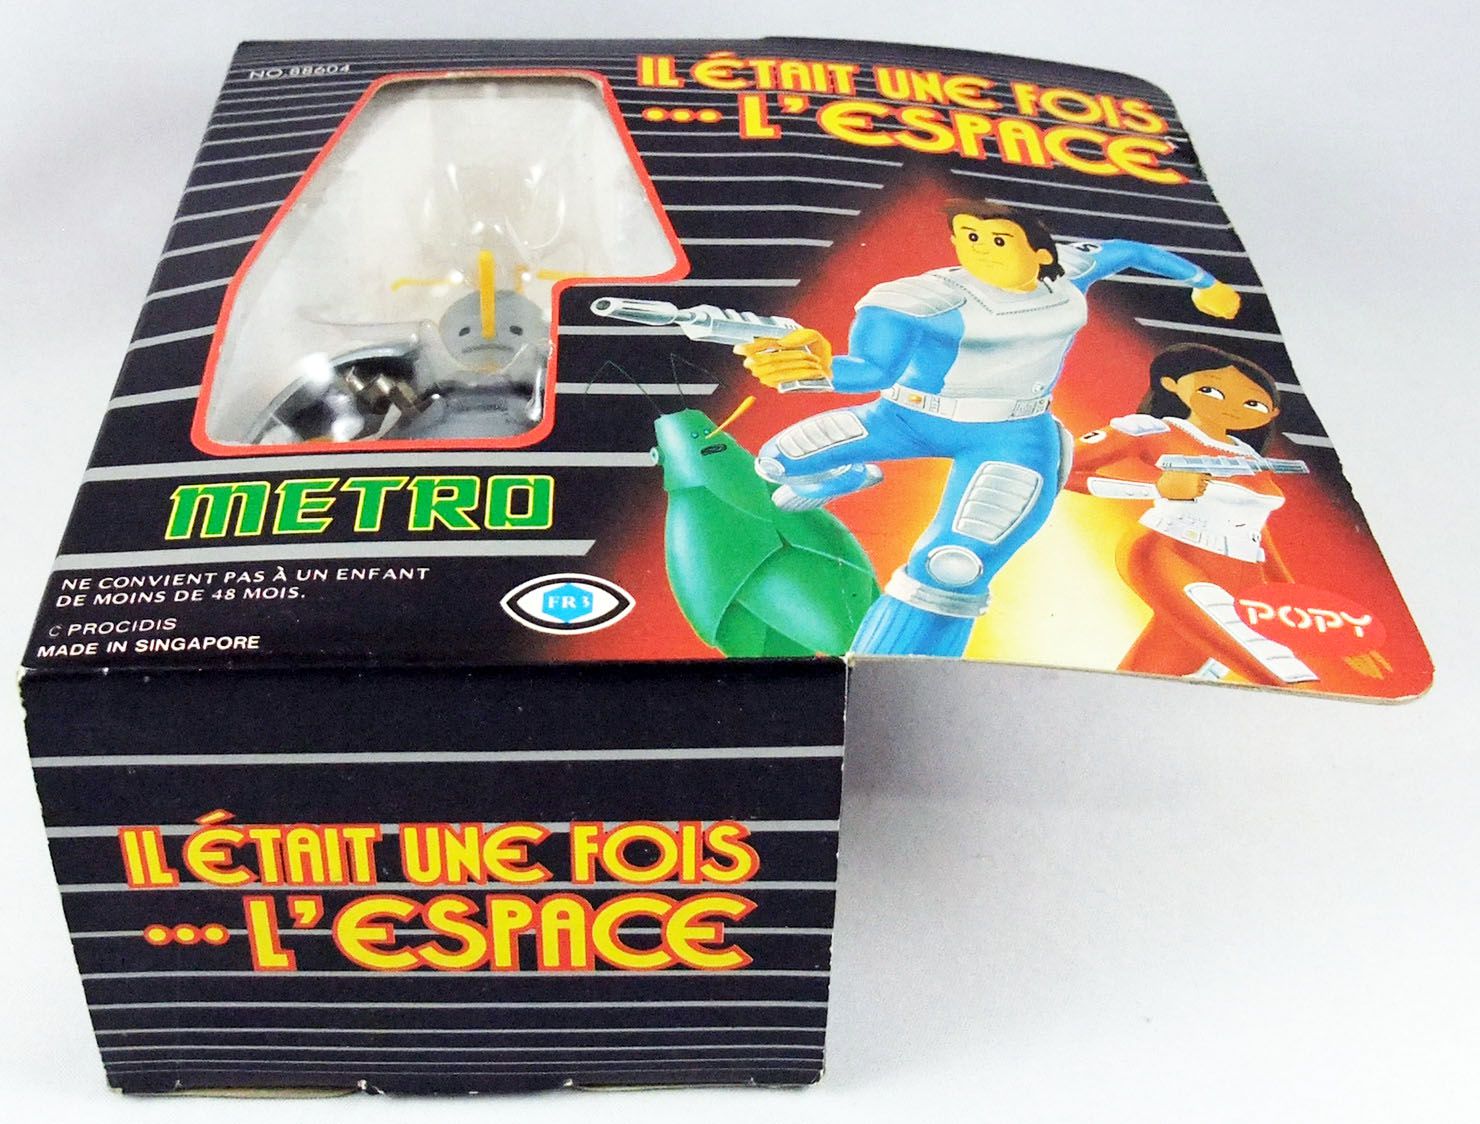 NO.88604
IL ÉTAIT UNE FOIS
... L'ESPACE
METRO
NE CONVIENT PAS À UN ENFANT
DE MOINS DE 48 MOIS.
C PROCIDIS
MADE IN SINGAPORE
FR3
POPY
IL ÉTAIT UNE FOIS
... L'ESPACE